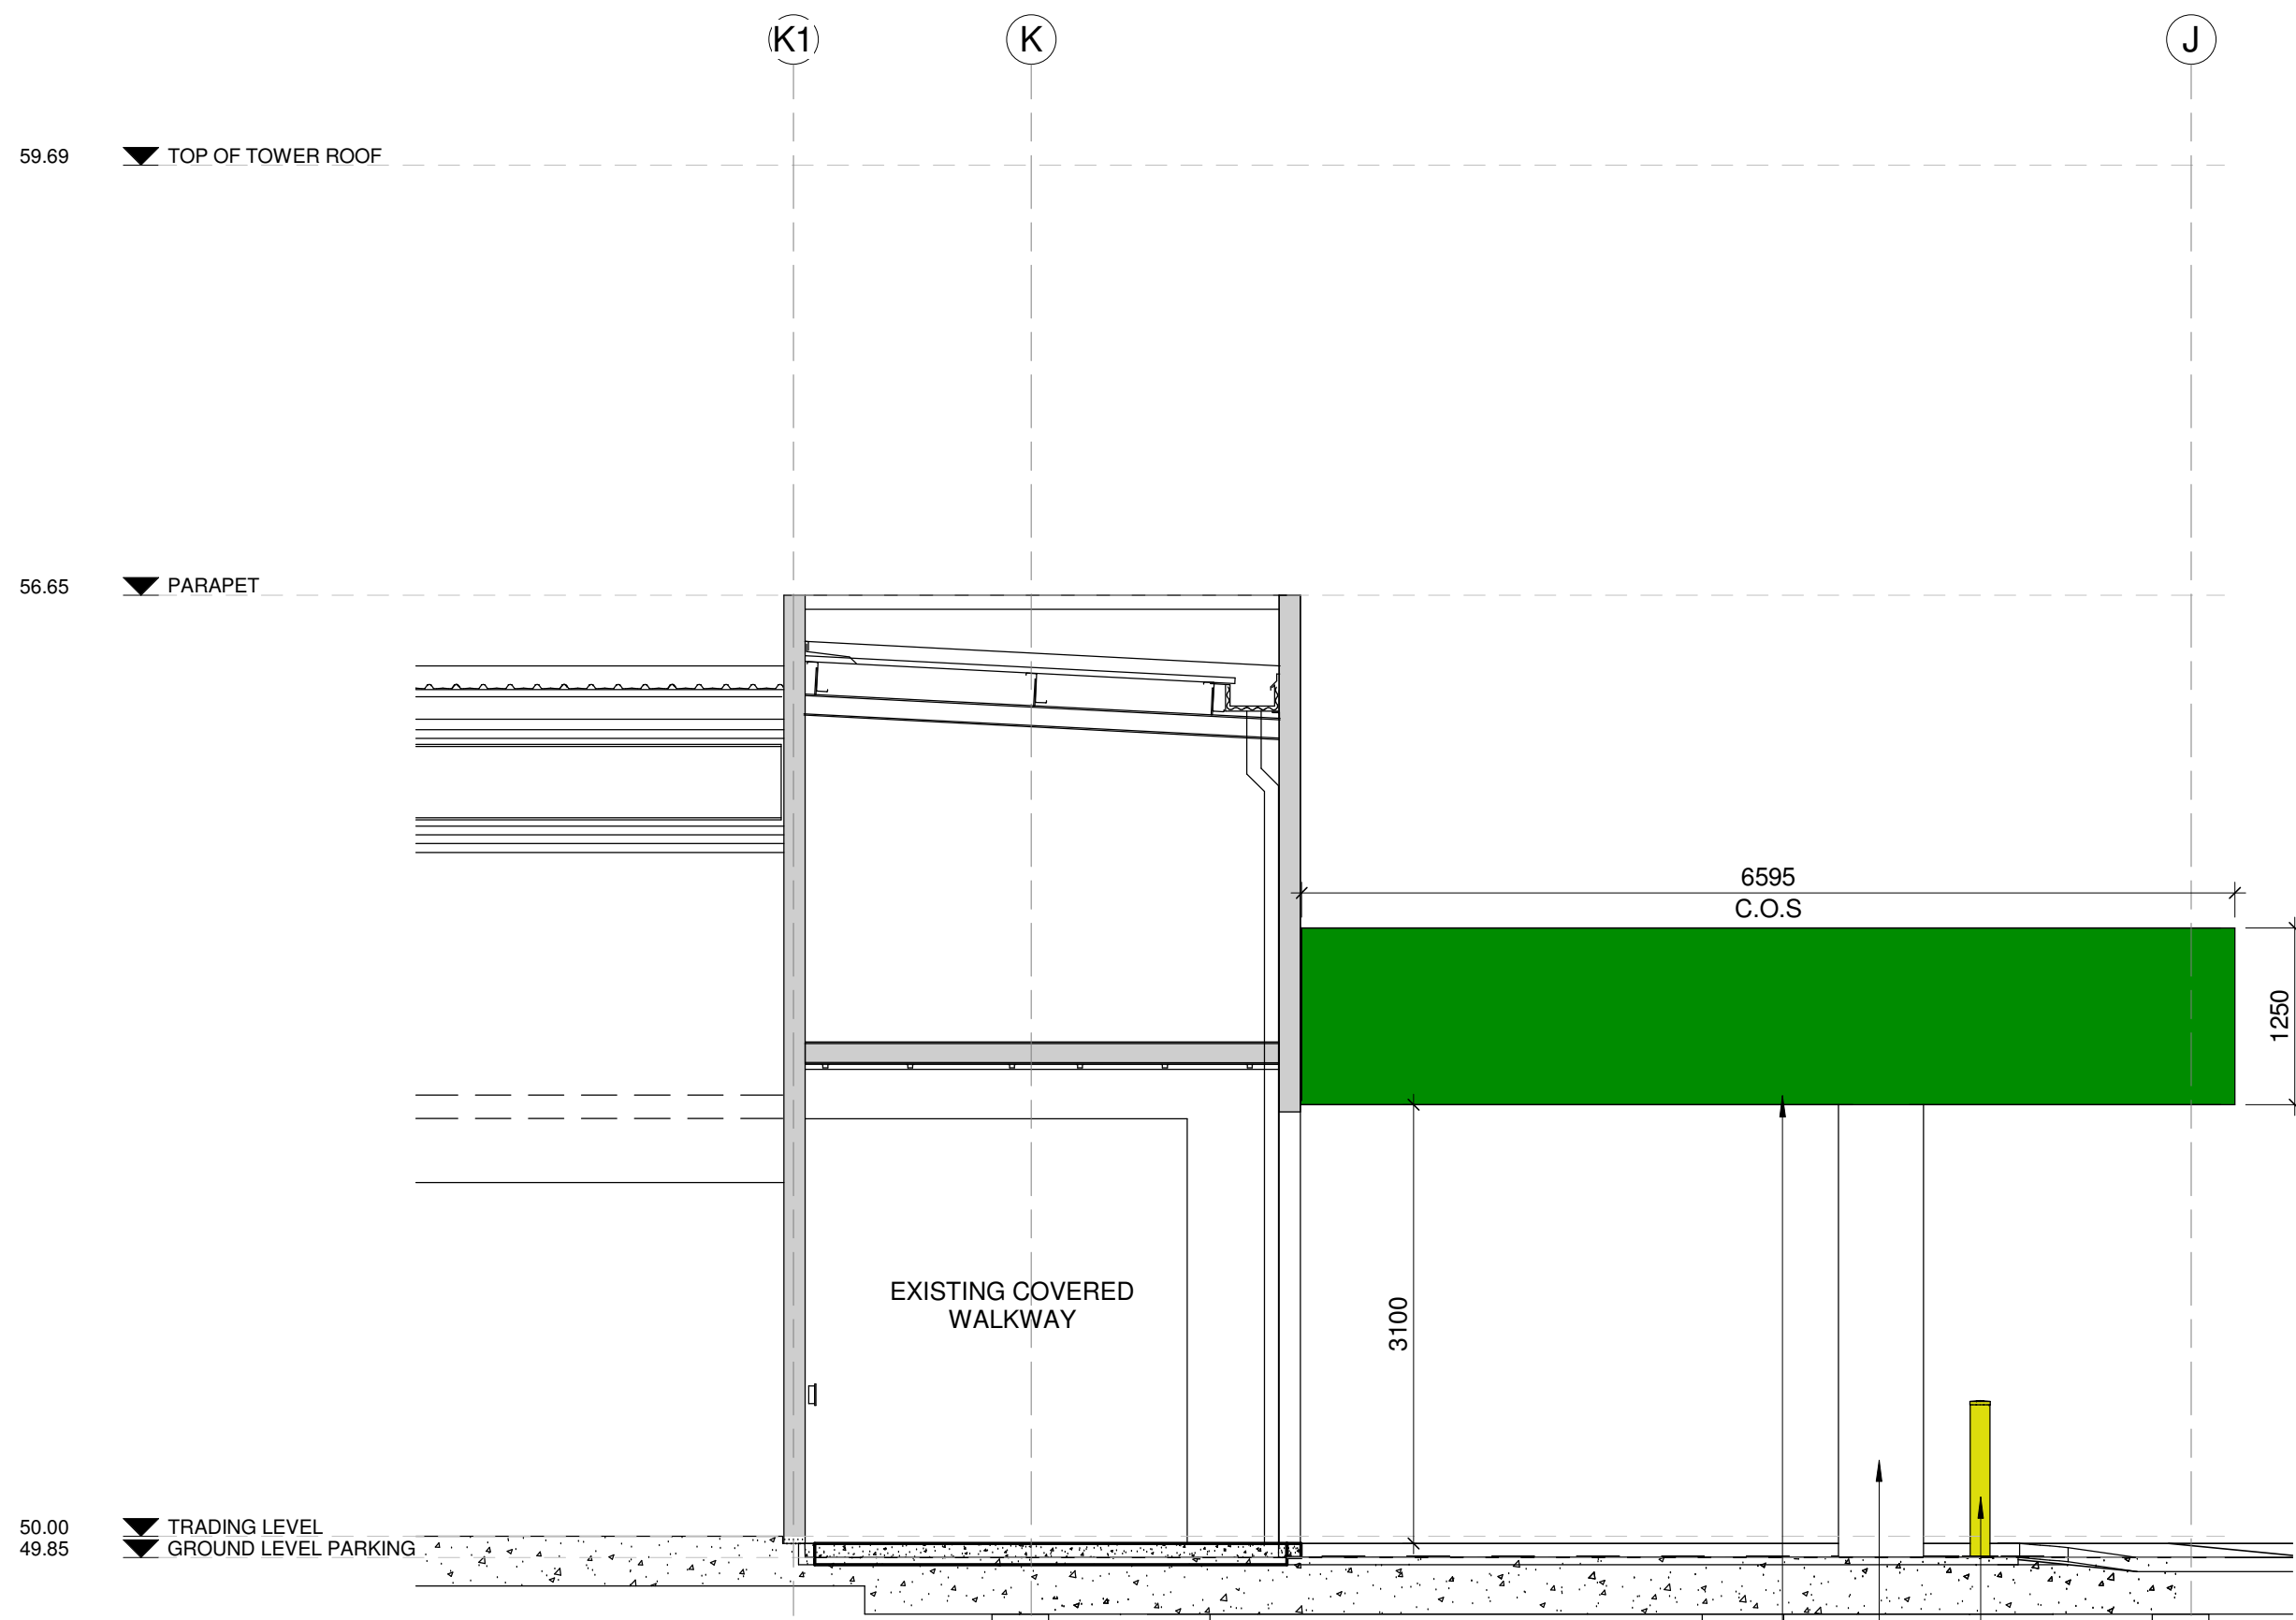 K1
K
J
59.69 TOP OF TOWER ROOF
56.65 PARAPET
6595
C.O.S
1250
3100
EXISTING COVERED
WALKWAY
50.00 TRADING LEVEL
49.85 GROUND LEVEL PARKING